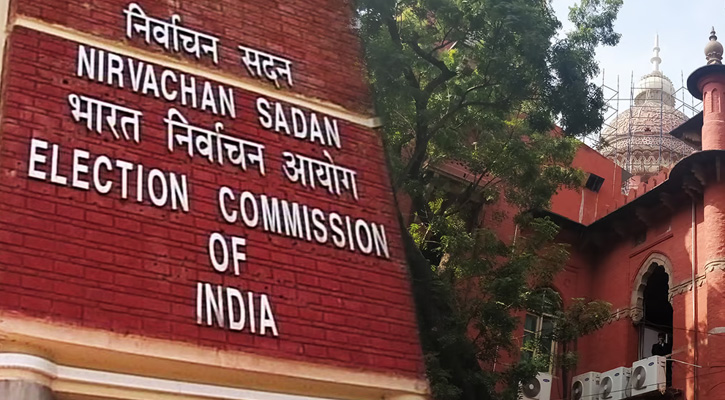 निर्वाचन सदन
NIRVACHAN SADAN
भारत निर्वाचन आयोग
ELECTION COMMISSION
OF
INDIA